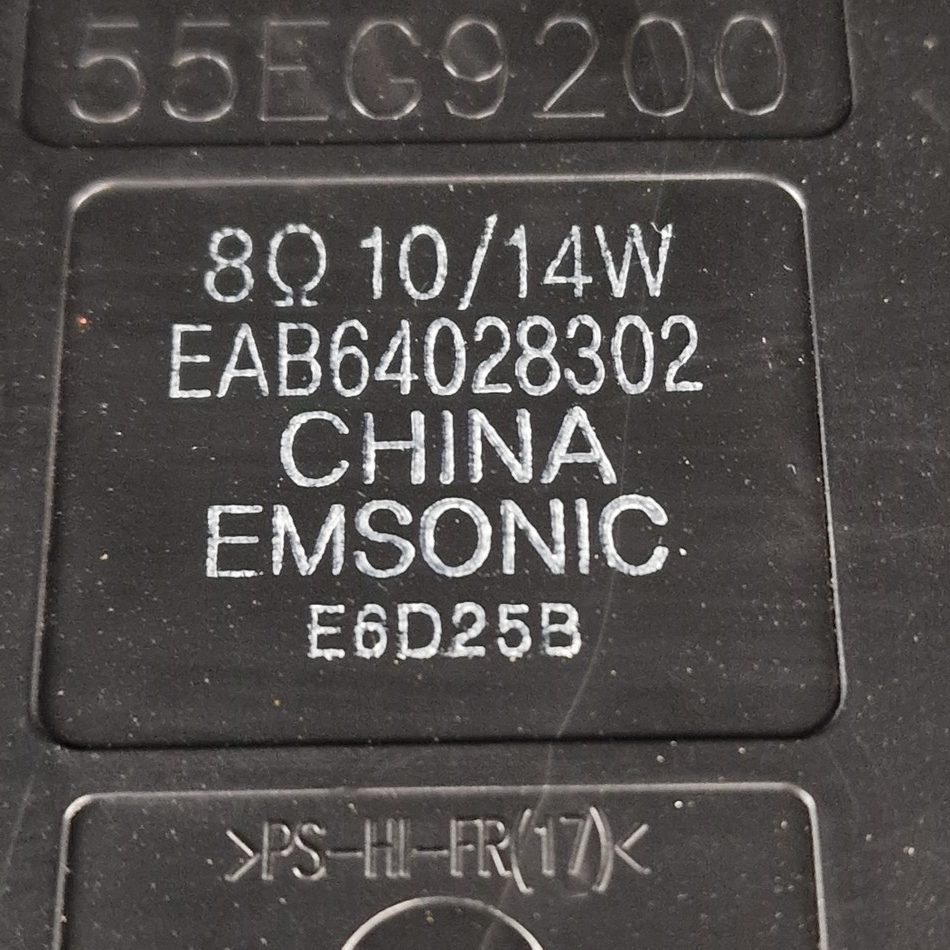 55EG9200
8Ω 10/14W
EAB64028302
CHINA
EMSONIC
E6D25B
>PS-HI-FR(17)<